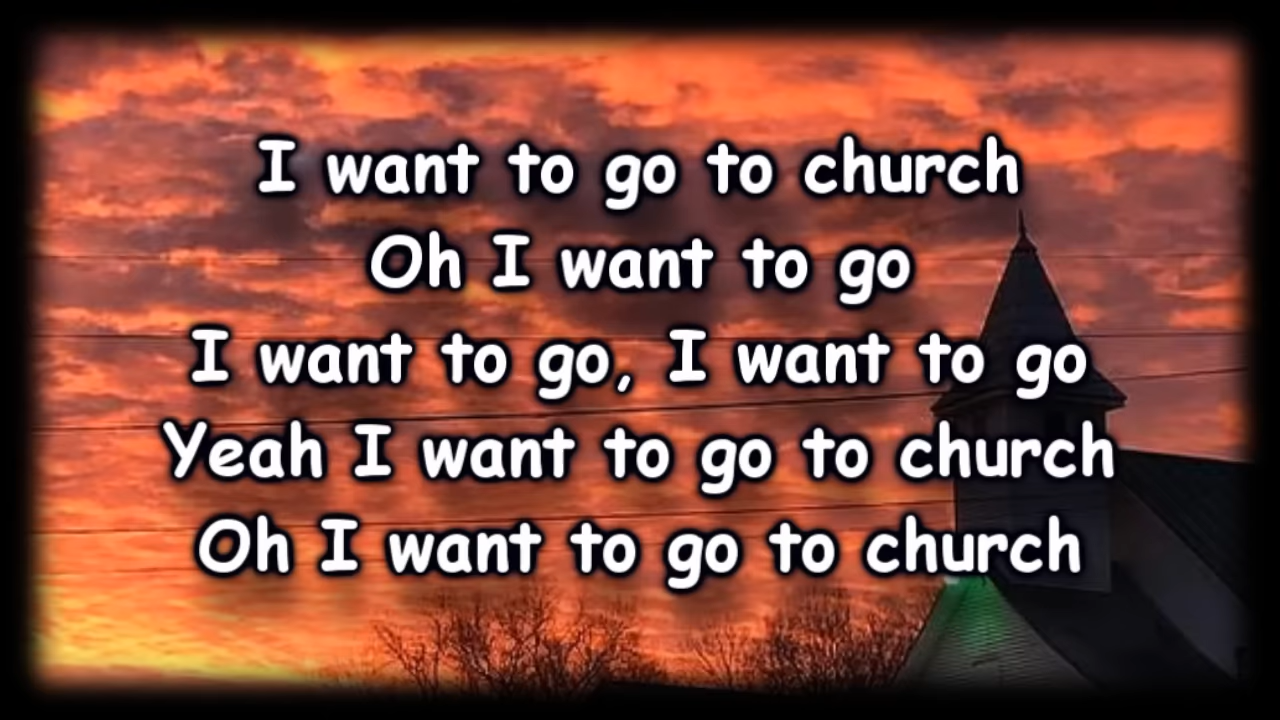 I want to go to church
Oh I want to go
I want to go, I want to go
Yeah I want to go to church
Oh I want to go to church